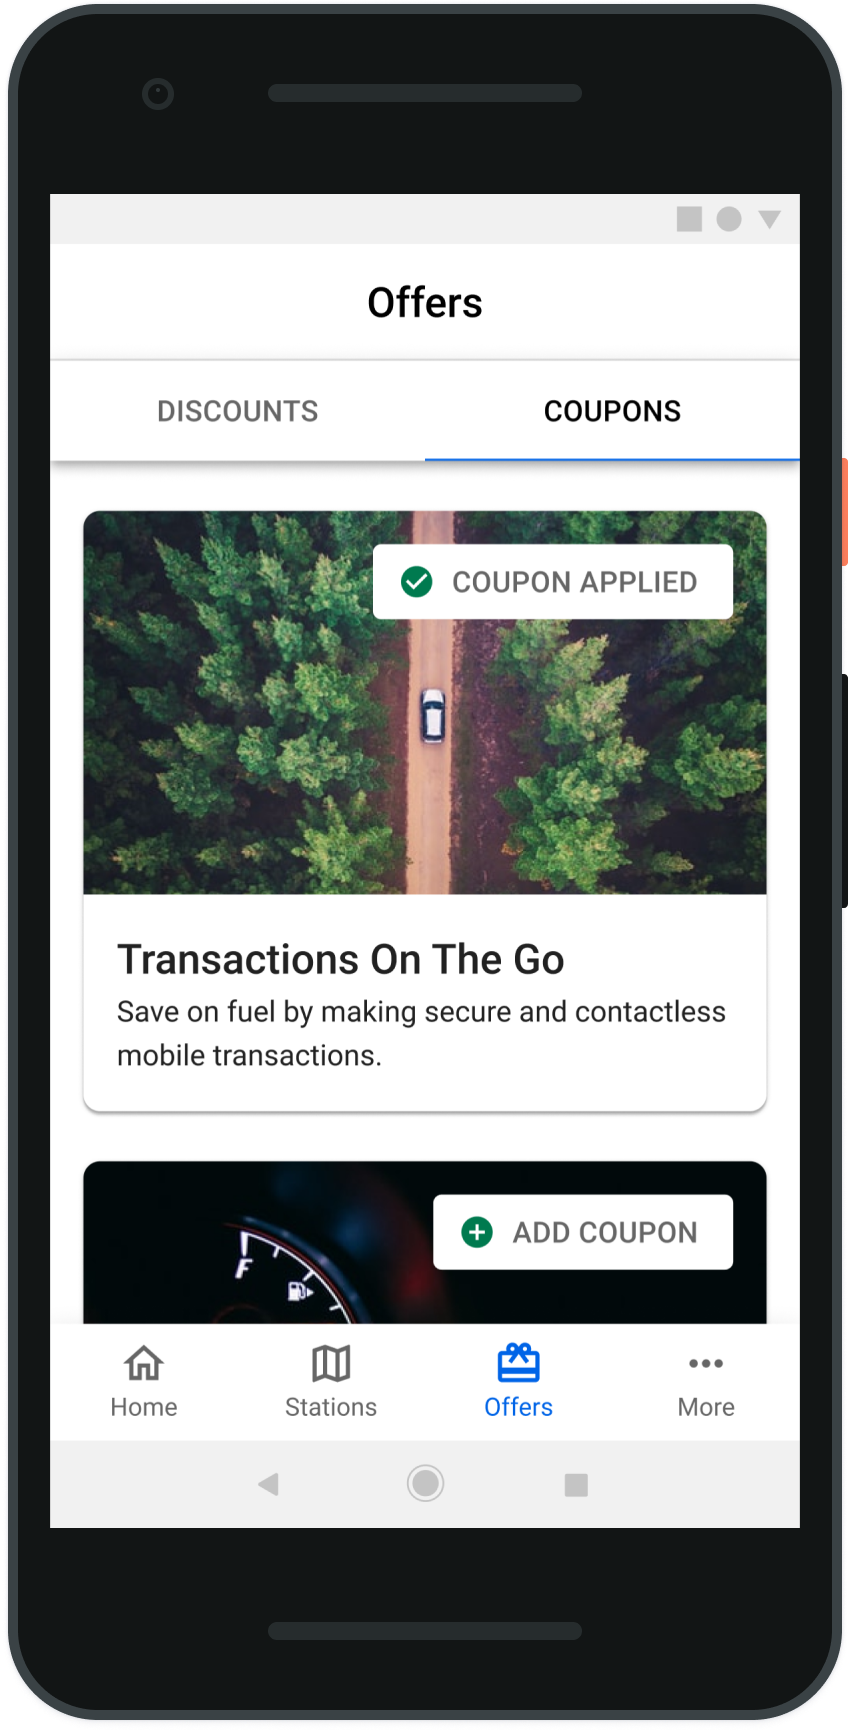 Offers
DISCOUNTS
COUPONS
COUPON APPLIED
Transactions On The Go
Save on fuel by making secure and contactless
mobile transactions.
ADD COUPON
F
Home
Stations
Offers
More